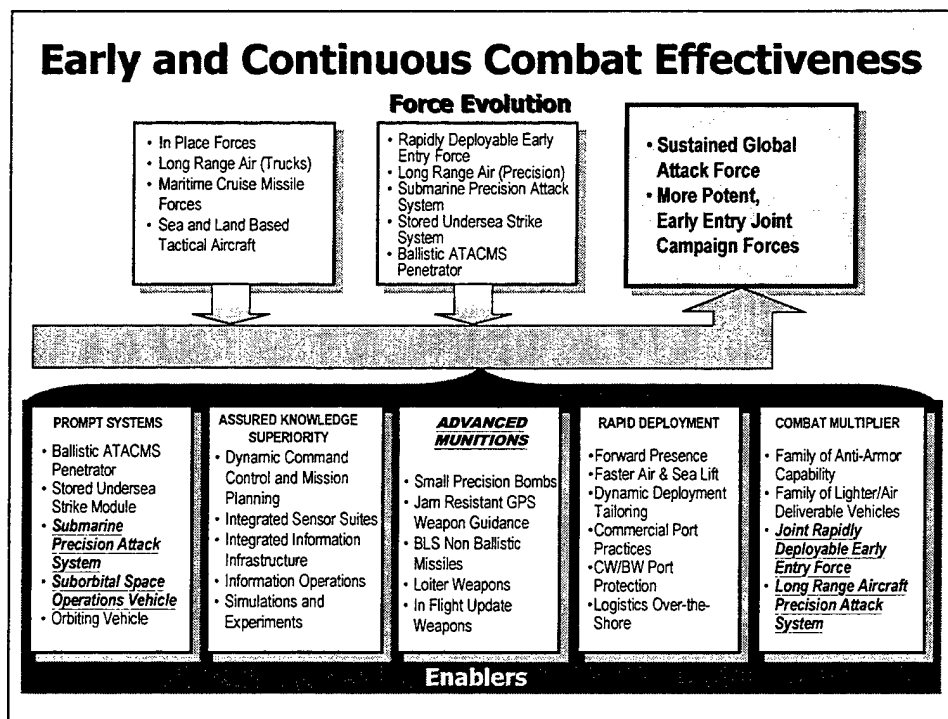 Early and Continuous Combat Effectiveness
Force Evolution
• In Place Forces
• Long Range Air (Trucks)
• Maritime Cruise Missile
Forces
• Sea and Land Based
Tactical Aircraft
• Rapidly Deployable Early
Entry Force
• Long Range Air (Precision)
• Submarine Precision Attack
System
• Stored Undersea Strike
System
• Ballistic ATACMS
Penetrator
• Sustained Global
Attack Force
• More Potent,
Early Entry Joint
Campaign Forces
PROMPT SYSTEMS
• Ballistic ATACMS
Penetrator
• Stored Undersea
Strike Module
• Submarine
Precision Attack
System
• Suborbital Space
Operations Vehicle
• Orbiting Vehicle
ASSURED KNOWLEDGE
SUPERIORITY
• Dynamic Command
Control and Mission
Planning
• Integrated Sensor Suites
• Integrated Information
Infrastructure
• Information Operations
• Simulations and
Experiments
ADVANCED
MUNITIONS
• Small Precision Bombs
• Jam Resistant GPS
Weapon Guidance
• BLS Non Ballistic
Missiles
• Loiter Weapons
• In Flight Update
Weapons
RAPID DEPLOYMENT
• Forward Presence
• Faster Air & Sea Lift
• Dynamic Deployment
Tailoring
• Commercial Port
Practices
• CW/BW Port
Protection
• Logistics Over-the-
Shore
COMBAT MULTIPLIER
• Family of Anti-Armor
Capability
• Family of Lighter/Air
Deliverable Vehicles
• Joint Rapidly
Deployable Early
Entry Force
• Long Range Aircraft
Precision Attack
System
Enablers